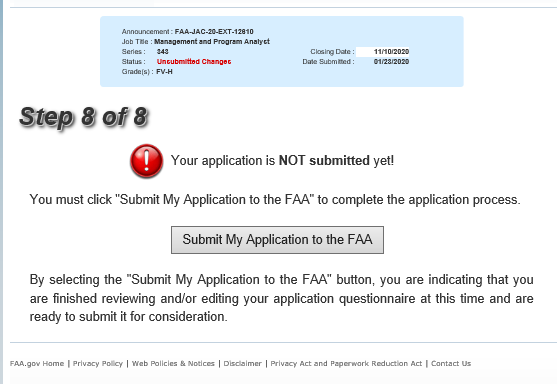 Announcement : FAA-JAC-20-EXT-12610
Job Title : Management and Program Analyst
Series : 343 Closing Date : 11/10/2020
Status : Unsubmitted Changes Date Submitted : 01/28/2020
Grade(s) : FV-H
Step 8 of 8
Your application is NOT submitted yet!
You must click "Submit My Application to the FAA" to complete the application process.
Submit My Application to the FAA
By selecting the "Submit My Application to the FAA" button, you are indicating that you
are finished reviewing and/or editing your application questionnaire at this time and are
ready to submit it for consideration.
FAA.gov Home | Privacy Policy | Web Policies & Notices | Disclaimer | Privacy Act and Paperwork Reduction Act | Contact Us